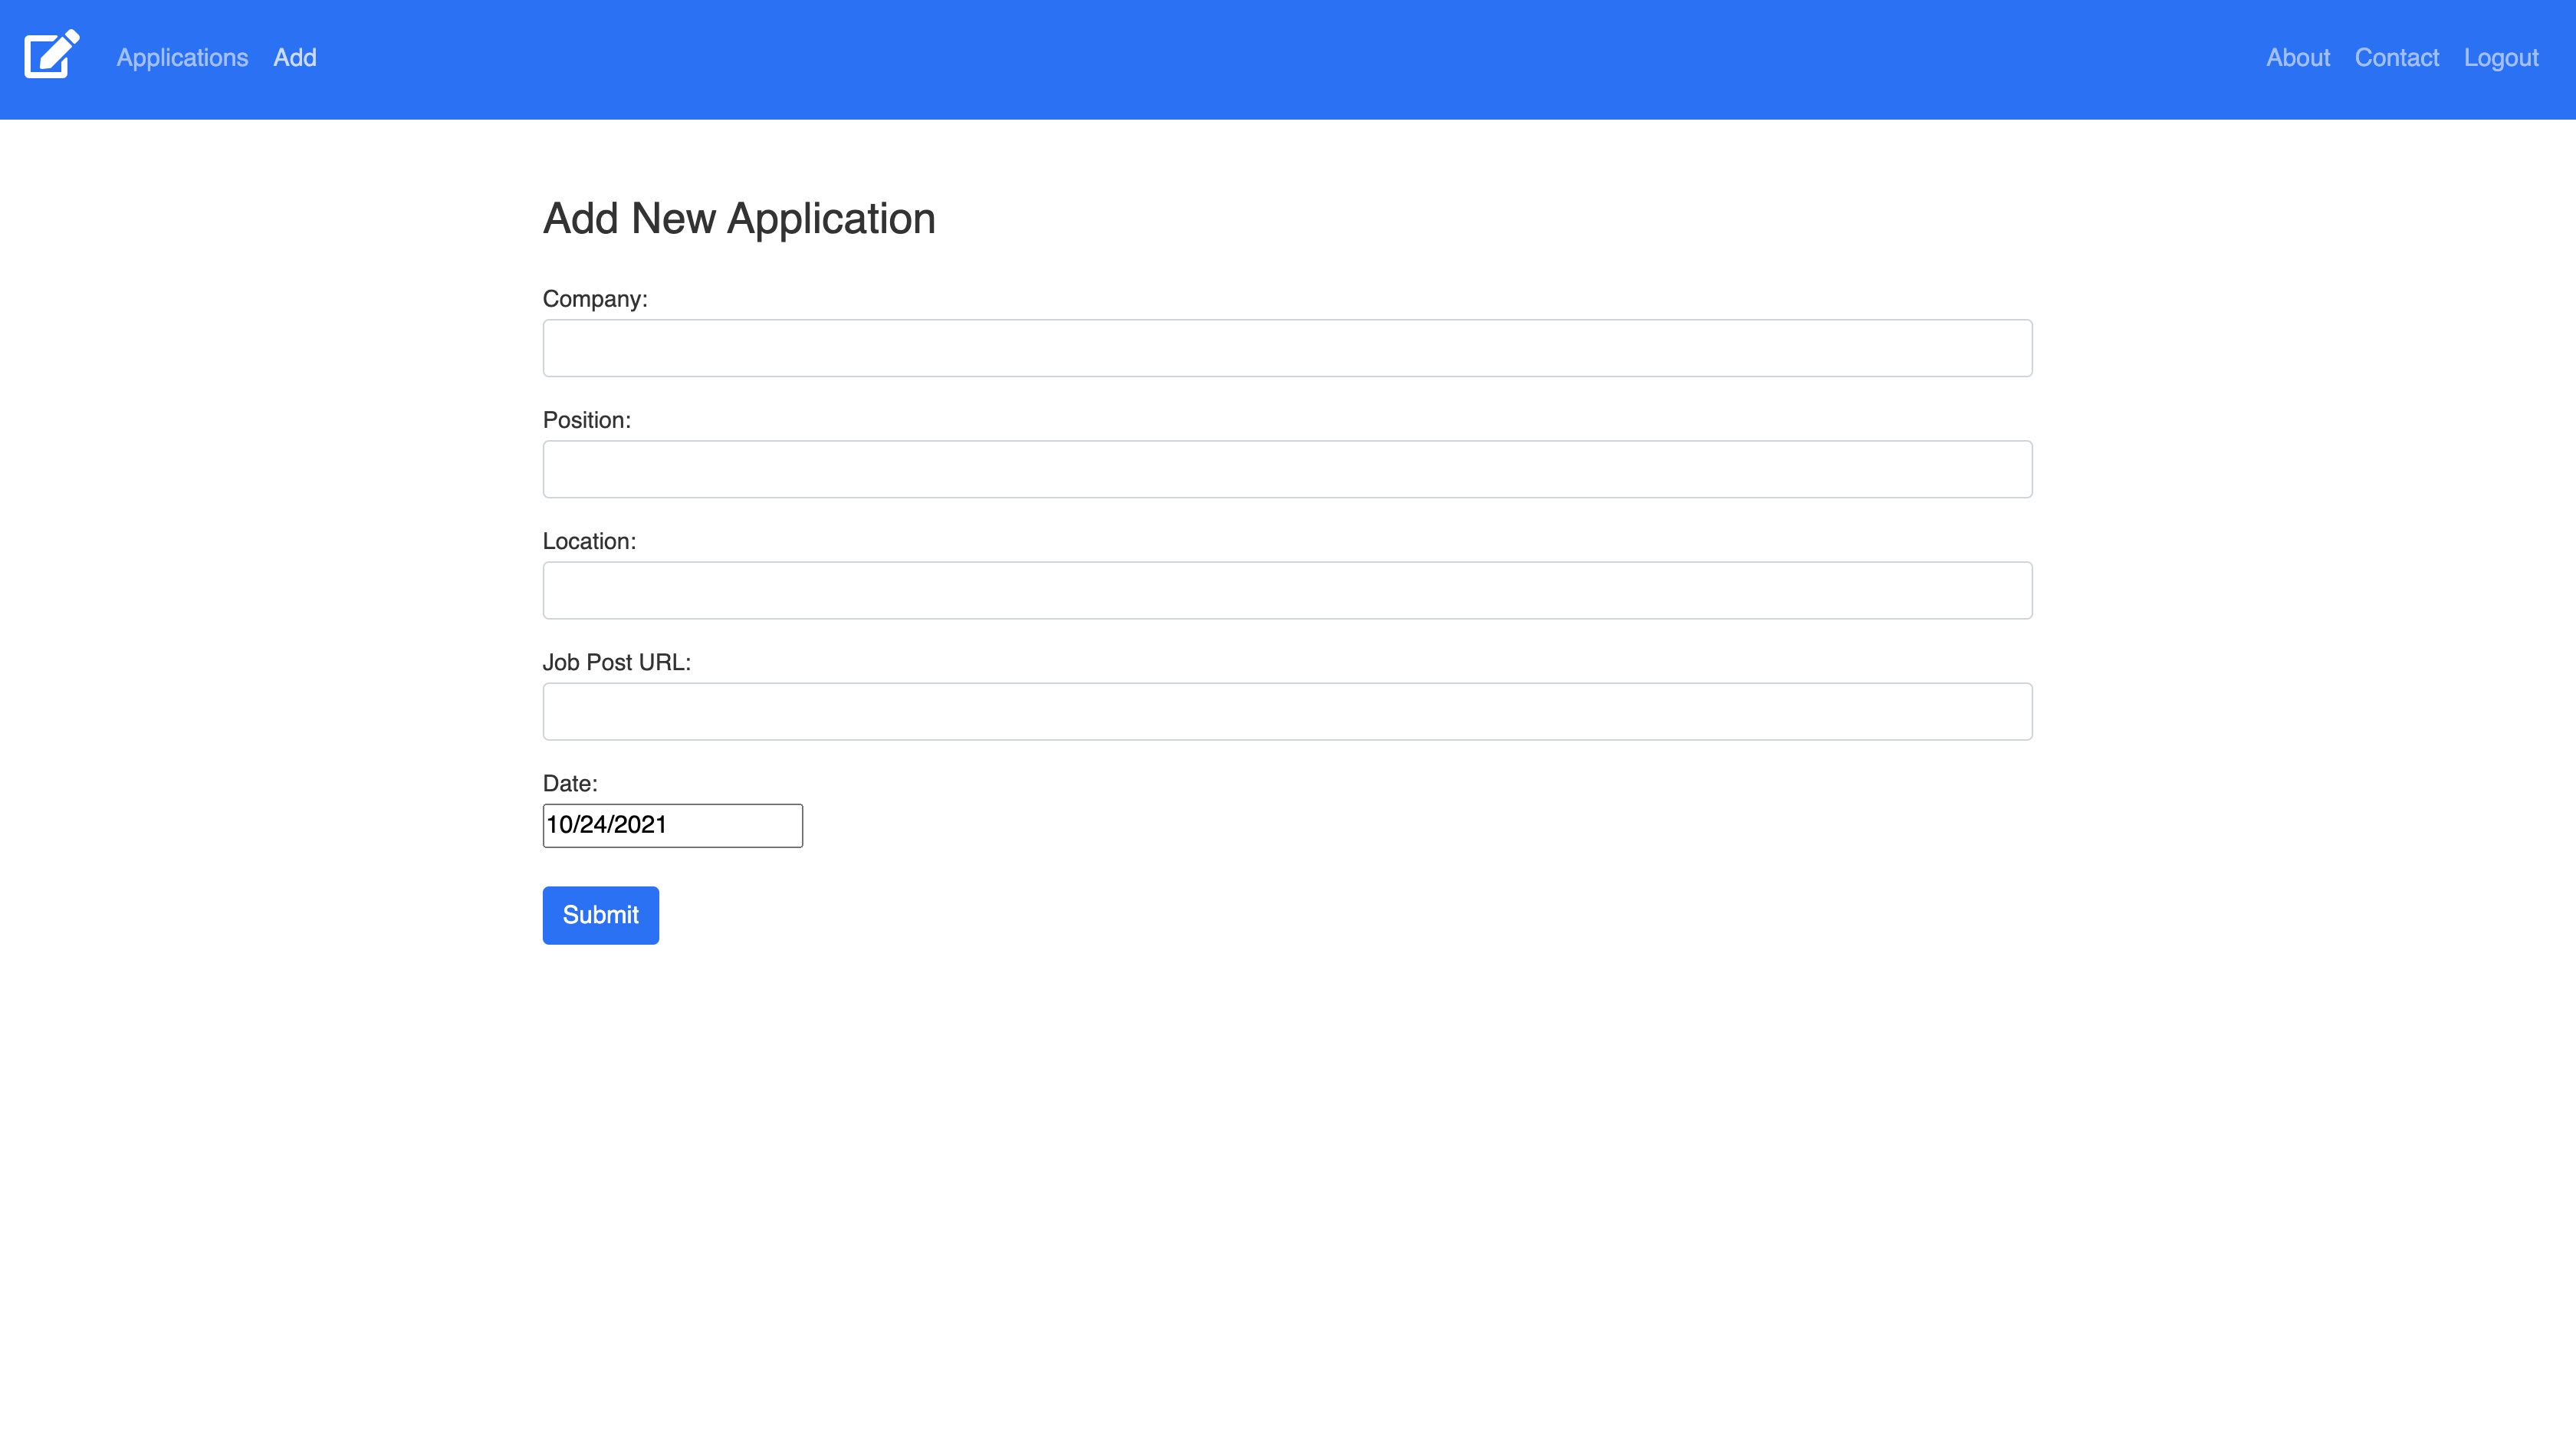 Applications Add About Contact Logout
Add New Application
Company:
Position:
Location:
Job Post URL:
Date:
10/24/2021
Submit